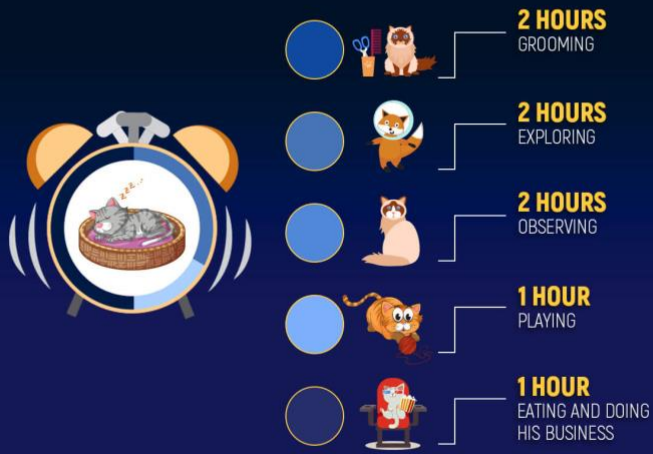 2 HOURS
GROOMING
2 HOURS
EXPLORING
2 HOURS
OBSERVING
1 HOUR
PLAYING
1 HOUR
EATING AND DOING
HIS BUSINESS
zzz...